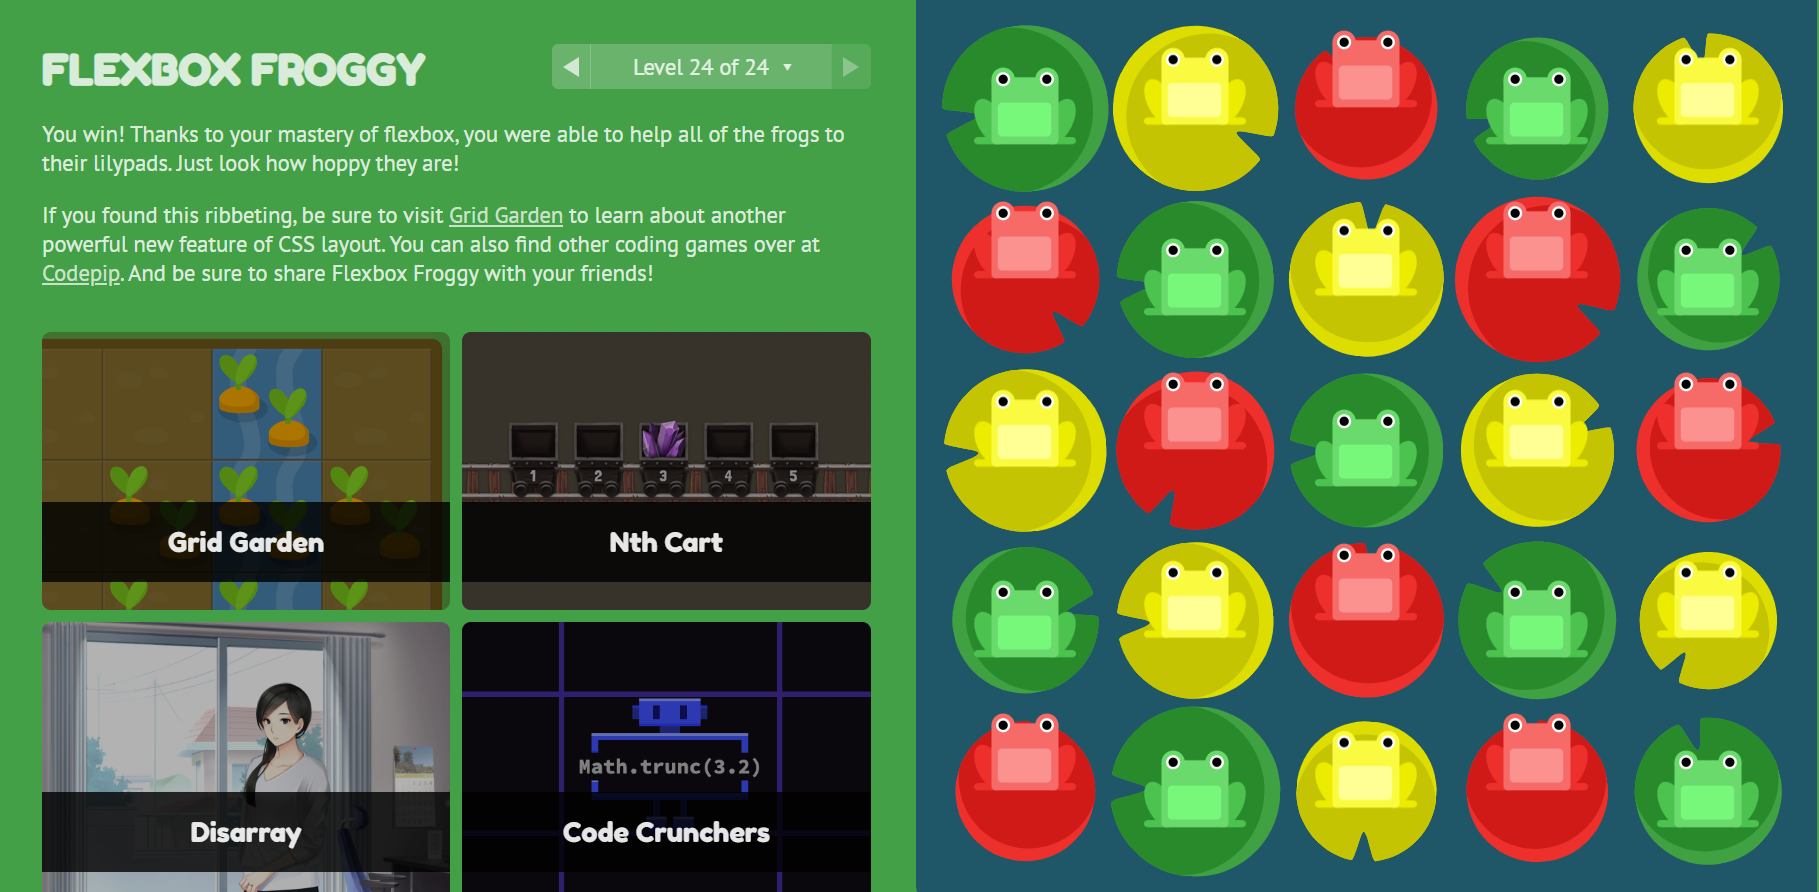 FLEXBOX FROGGY
Level 24 of 24
You win! Thanks to your mastery of flexbox, you were able to help all of the frogs to
their lilypads. Just look how hoppy they are!
If you found this ribbeting, be sure to visit Grid Garden to learn about another
powerful new feature of CSS layout. You can also find other coding games over at
Codepip. And be sure to share Flexbox Froggy with your friends!
1 2 3 4 5
Grid Garden
Nth Cart
Math.trunc(3.2)
Disarray
Code Crunchers